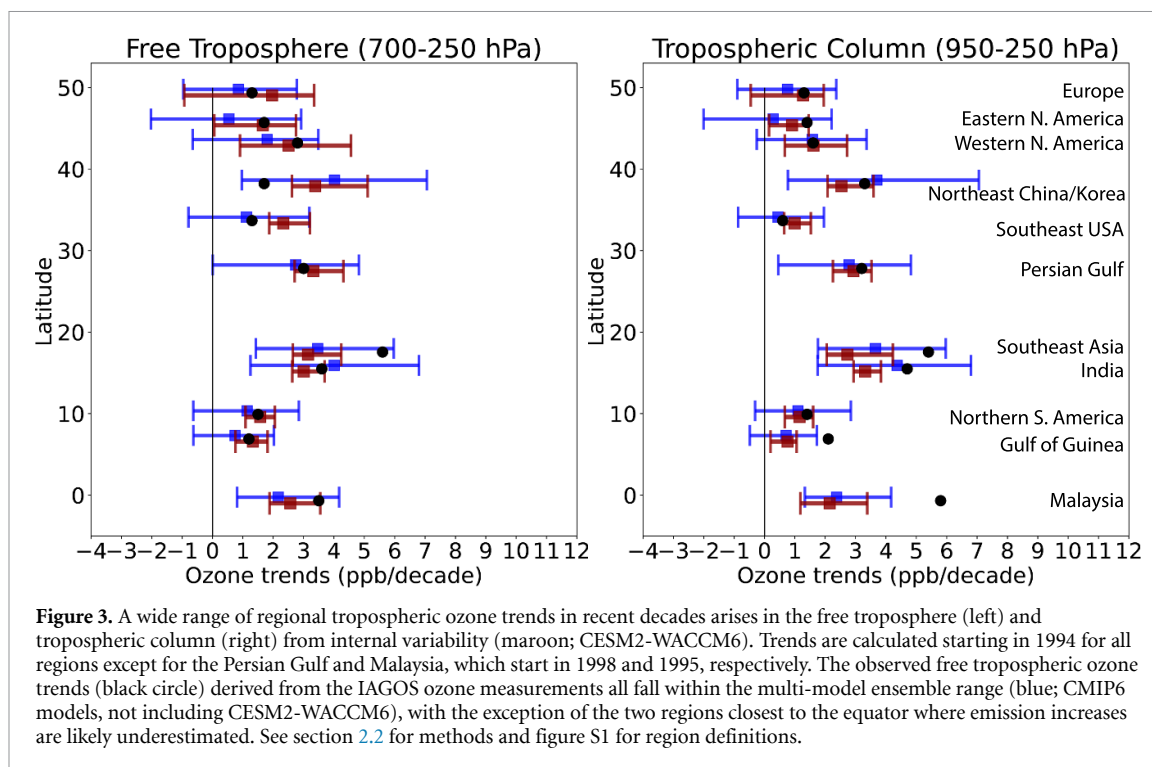 Free Troposphere (700-250 hPa)
Tropospheric Column (950-250 hPa)
50
40
30
20
10
0
Latitude
−4 −3 −2 −1 0 1 2 3 4 5 6 7 8 9 10 11 12
Ozone trends (ppb/decade)
50
40
30
20
10
0
Latitude
Europe
Eastern N. America
Western N. America
Northeast China/Korea
Southeast USA
Persian Gulf
Southeast Asia
India
Northern S. America
Gulf of Guinea
Malaysia
−4 −3 −2 −1 0 1 2 3 4 5 6 7 8 9 10 11 12
Ozone trends (ppb/decade)
Figure 3. A wide range of regional tropospheric ozone trends in recent decades arises in the free troposphere (left) and
tropospheric column (right) from internal variability (maroon; CESM2-WACCM6). Trends are calculated starting in 1994 for all
regions except for the Persian Gulf and Malaysia, which start in 1998 and 1995, respectively. The observed free tropospheric ozone
trends (black circle) derived from the IAGOS ozone measurements all fall within the multi-model ensemble range (blue; CMIP6
models, not including CESM2-WACCM6), with the exception of the two regions closest to the equator where emission increases
are likely underestimated. See section 2.2 for methods and figure S1 for region definitions.